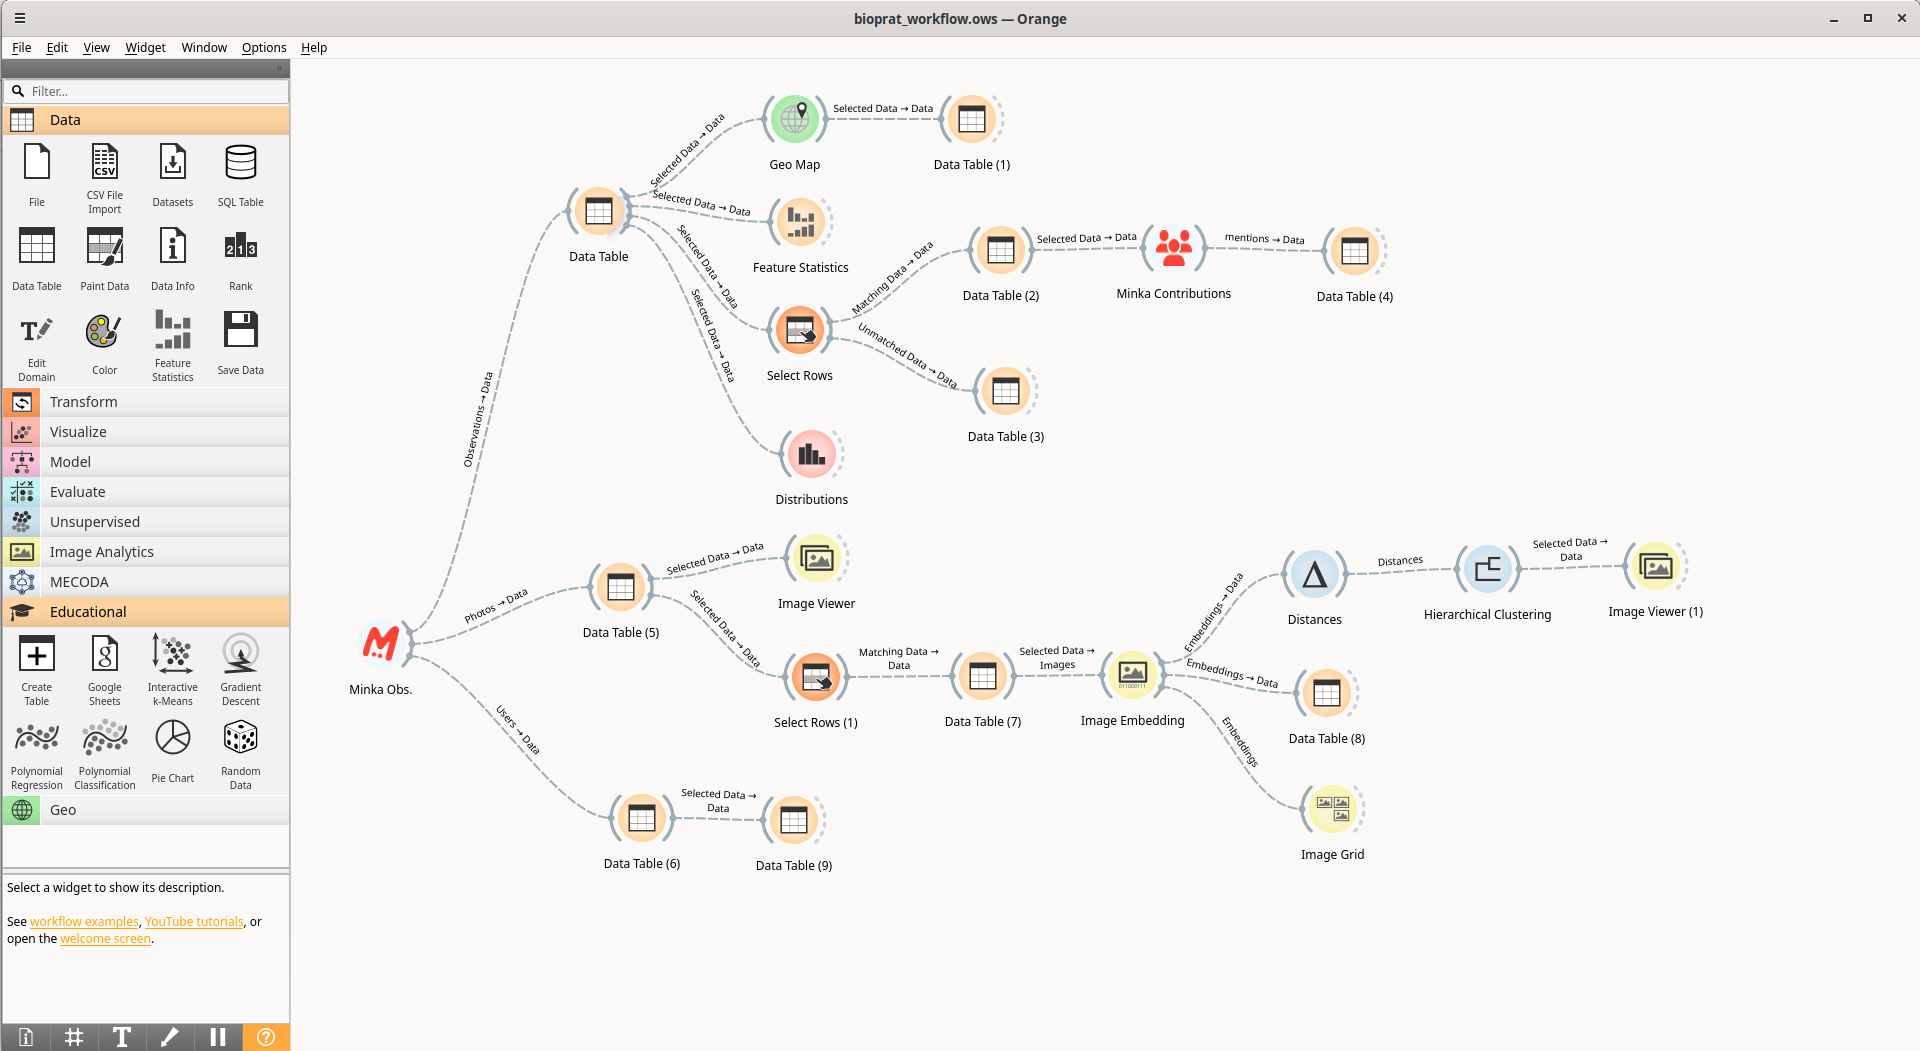 bioprat_workflow.ows — Orange
File Edit View Widget Window Options Help
Filter...
Data
File
CSV File
Import
Datasets
SQL Table
Data Table
Paint Data
Data Info
Rank
Edit
Domain
Color
Feature
Statistics
Save Data
Transform
Visualize
Model
Evaluate
Unsupervised
Image Analytics
MECODA
Educational
Create
Table
Google
Sheets
Interactive
k-Means
Gradient
Descent
Polynomial
Regression
Polynomial
Classification
Pie Chart
Random
Data
Geo
Select a widget to show its description.
See workflow examples, YouTube tutorials, or
open the welcome screen.
Minka Obs.
Observations → Data
Photos → Data
Users → Data
Data Table
Selected Data → Data
Selected Data → Data
Selected Data → Data
Selected Data → Data
Geo Map
Selected Data → Data
Data Table (1)
Feature Statistics
Select Rows
Matching Data → Data
Unmatched Data → Data
Data Table (2)
Selected Data → Data
Minka Contributions
mentions → Data
Data Table (4)
Data Table (3)
Distributions
Data Table (5)
Selected Data → Data
Selected Data → Data
Image Viewer
Select Rows (1)
Matching Data →
Data
Data Table (7)
Selected Data →
Images
Image Embedding
011000111
Embeddings → Data
Embeddings → Data
Embeddings
Distances
Distances
Hierarchical Clustering
Selected Data →
Data
Image Viewer (1)
Data Table (8)
Image Grid
Data Table (6)
Selected Data →
Data
Data Table (9)